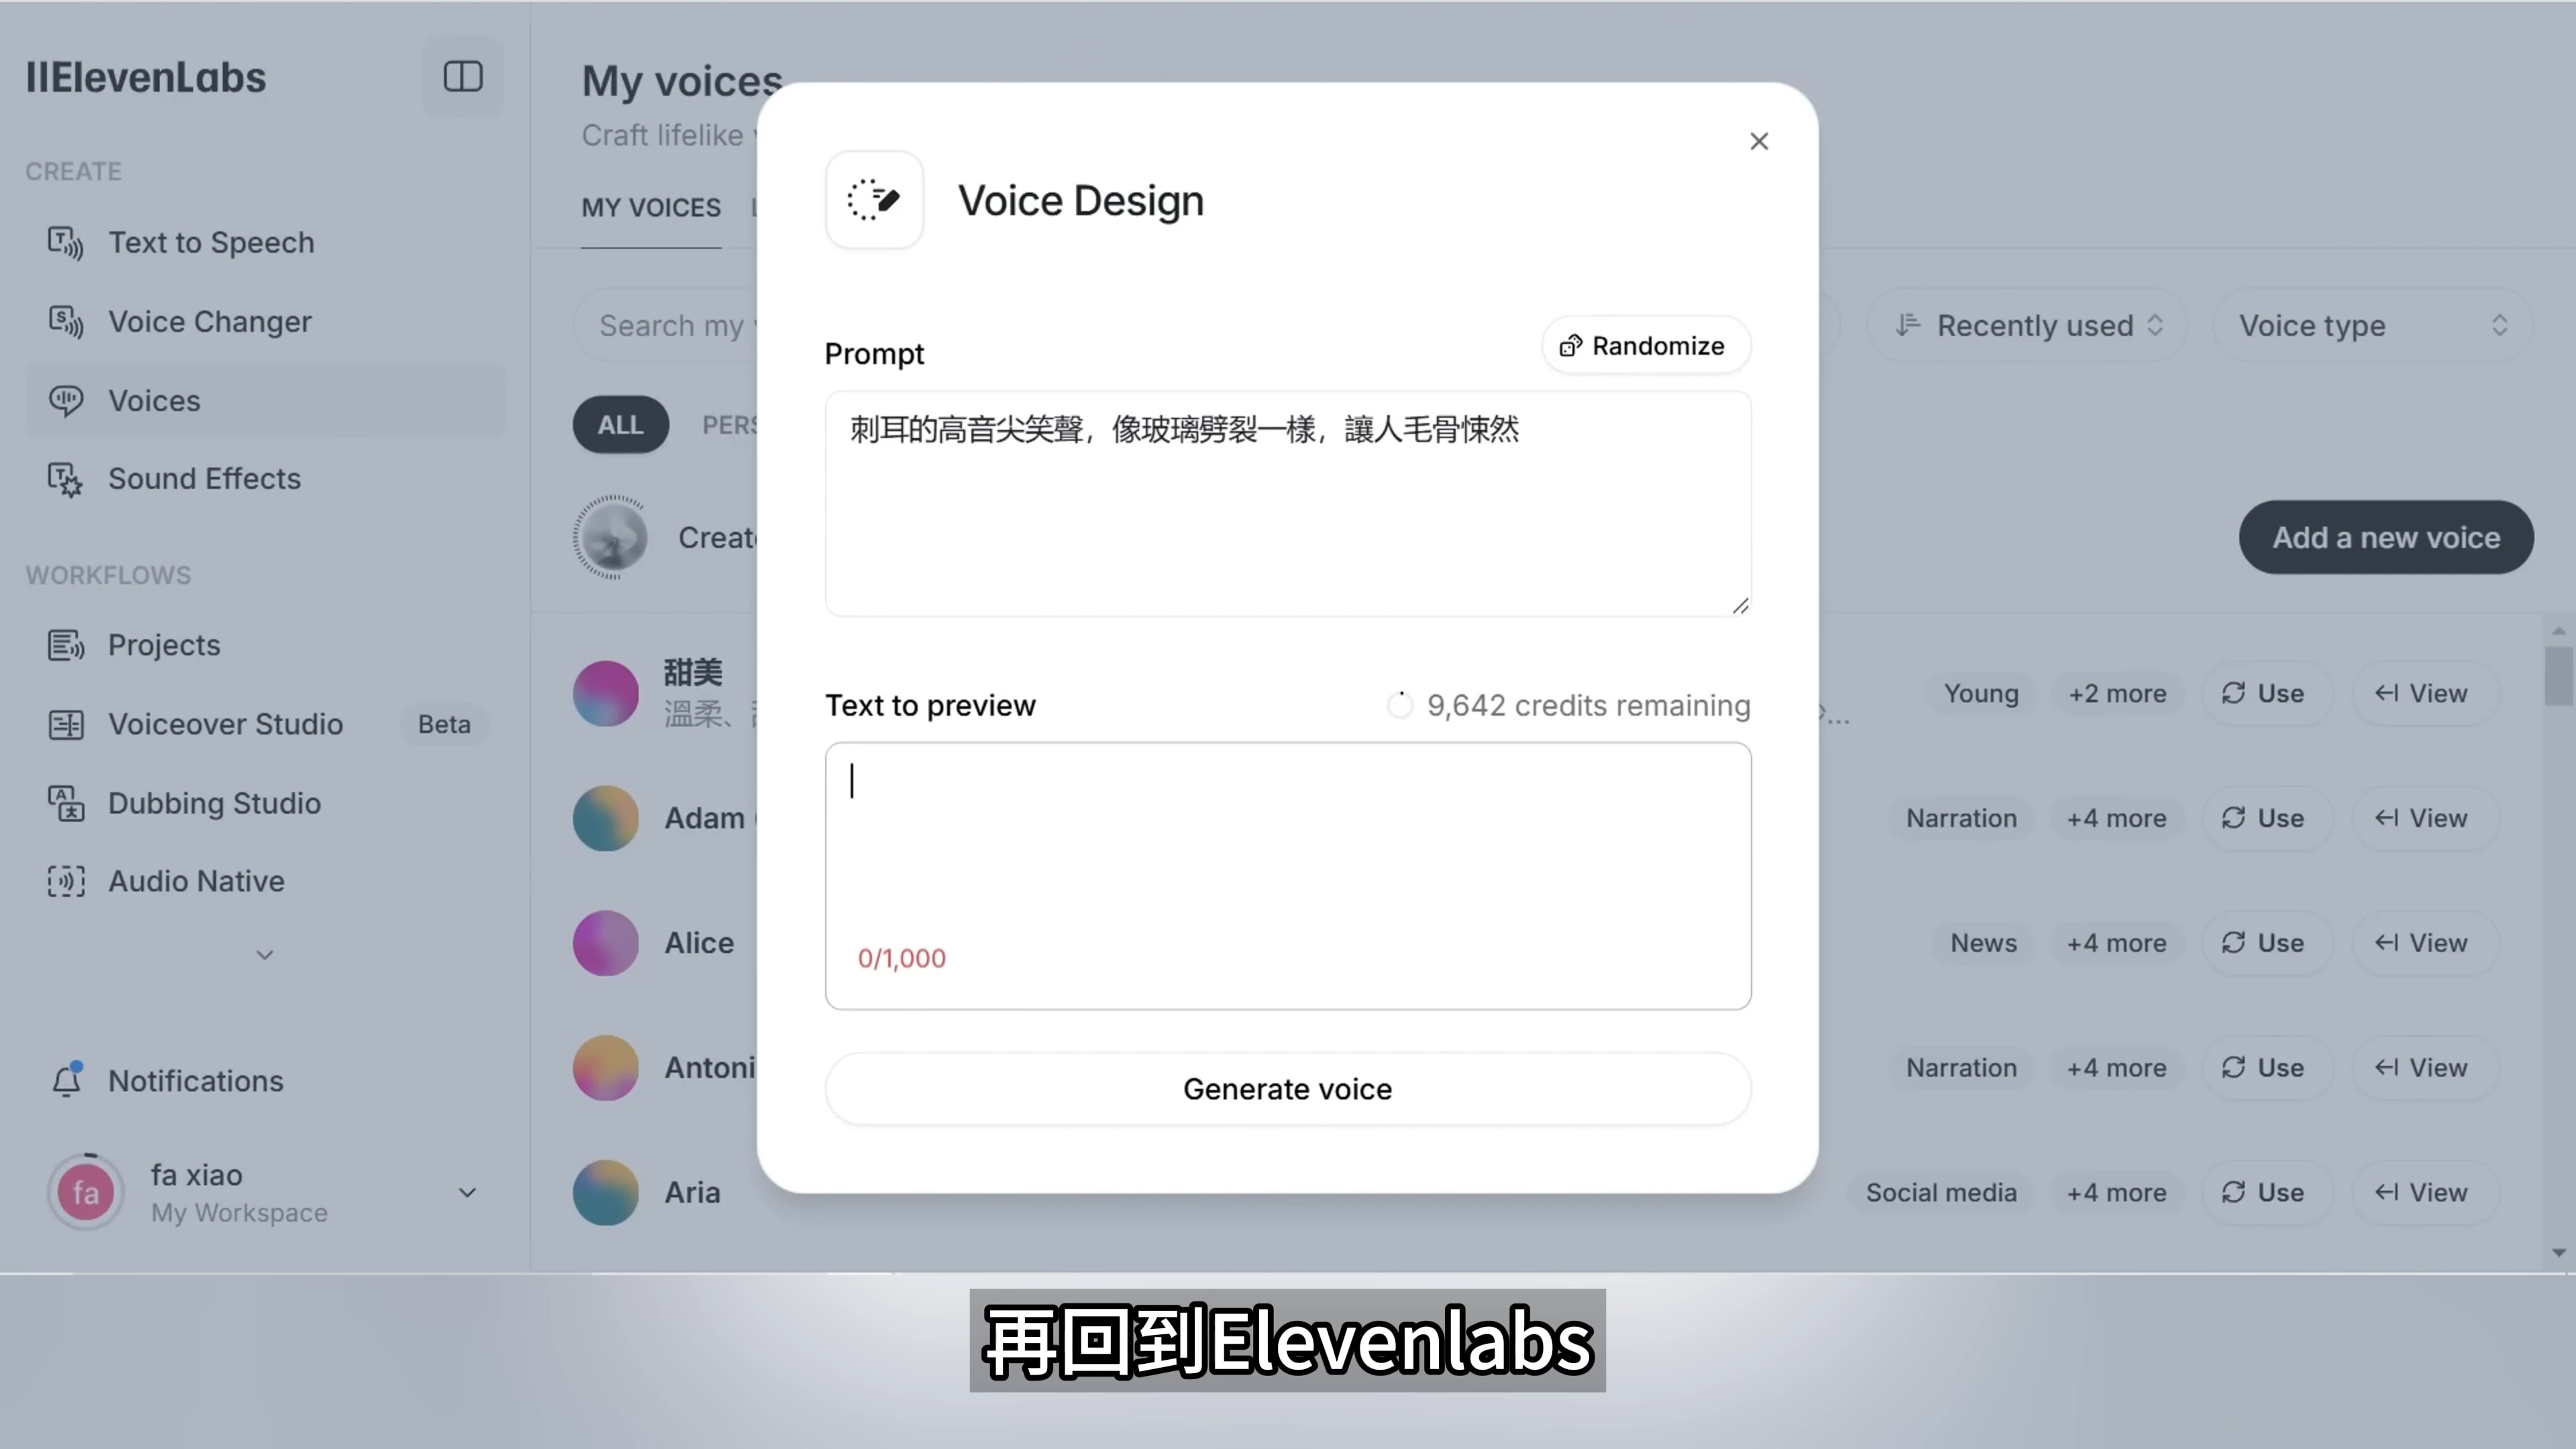 IIElevenLabs
CREATE
Text to Speech
Voice Changer
Voices
Sound Effects
WORKFLOWS
Projects
Voiceover Studio Beta
Dubbing Studio
Audio Native
Notifications
fa
fa xiao
My Workspace
My voices
Craft lifelike
MY VOICES
Search my
Recently used
Voice type
ALL
Add a new voice
甜美
溫柔、
Young +2 more Use View
Adam
Narration +4 more Use View
Alice
News +4 more Use View
Antoni
Narration +4 more Use View
Aria
Social media +4 more Use View
Voice Design
Prompt
Randomize
刺耳的高音尖笑聲，像玻璃劈裂一樣，讓人毛骨悚然
Text to preview
9,642 credits remaining
0/1,000
Generate voice
再回到Elevenlabs